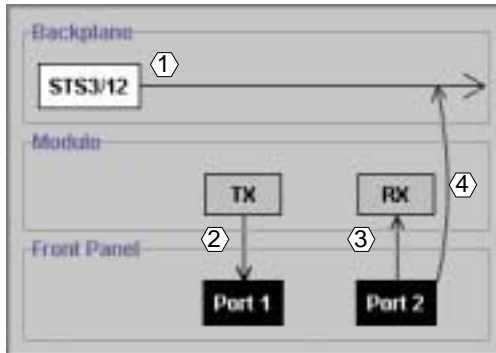 Backplane
1
STS3/12
Module
TX
RX
4
2
3
Front Panel
Port 1
Port 2